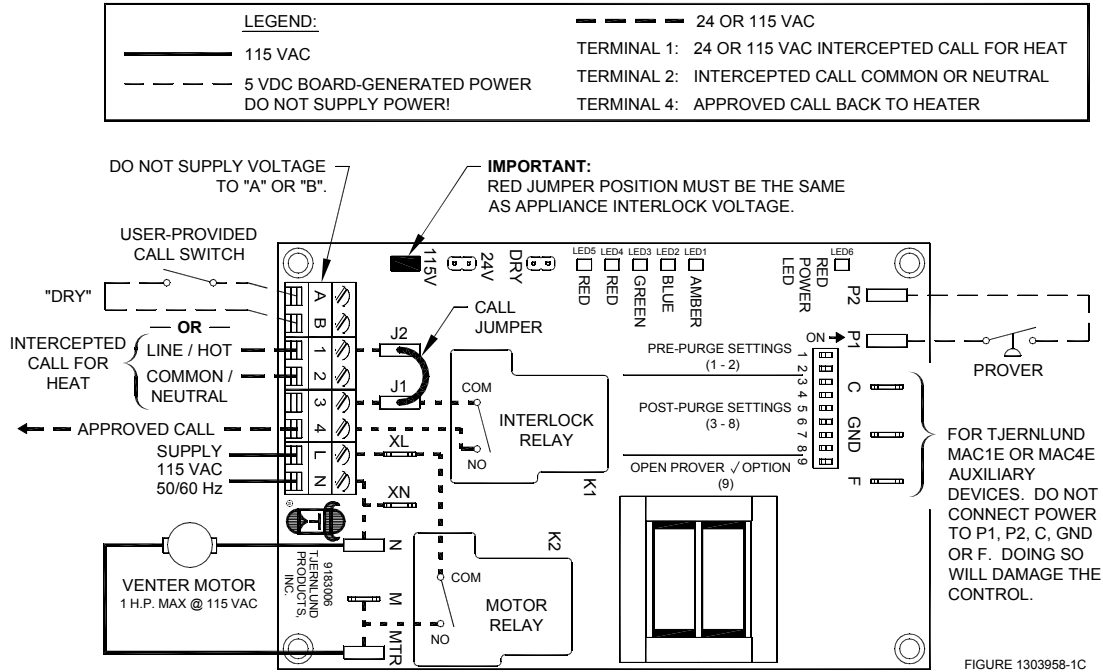 LEGEND:
115 VAC
5 VDC BOARD-GENERATED POWER
DO NOT SUPPLY POWER!
24 OR 115 VAC
TERMINAL 1: 24 OR 115 VAC INTERCEPTED CALL FOR HEAT
TERMINAL 2: INTERCEPTED CALL COMMON OR NEUTRAL
TERMINAL 4: APPROVED CALL BACK TO HEATER
DO NOT SUPPLY VOLTAGE
TO "A" OR "B".
IMPORTANT:
RED JUMPER POSITION MUST BE THE SAME
AS APPLIANCE INTERLOCK VOLTAGE.
USER-PROVIDED
CALL SWITCH
"DRY"
OR
INTERCEPTED
CALL FOR
HEAT
LINE / HOT
COMMON /
NEUTRAL
APPROVED CALL
SUPPLY
115 VAC
50/60 Hz
A
B
1
2
3
4
L
N
115V
24V
DRY
LED5
LED4
LED3
LED2
LED1
RED
RED
GREEN
BLUE
AMBER
LED6
RED
POWER
LED
P2
P1
ON
PROVER
CALL
JUMPER
J2
J1
COM
NO
INTERLOCK
RELAY
K1
PRE-PURGE SETTINGS
(1 - 2)
POST-PURGE SETTINGS
(3 - 8)
OPEN PROVER √ OPTION
(9)
1
2
3
4
5
6
7
8
9
C
GND
F
FOR TJERNLUND
MAC1E OR MAC4E
AUXILIARY
DEVICES. DO NOT
CONNECT POWER
TO P1, P2, C, GND
OR F. DOING SO
WILL DAMAGE THE
CONTROL.
XL
XN
N
M
MTR
9183006
TJERNLUND
PRODUCTS,
INC.
VENTER MOTOR
1 H.P. MAX @ 115 VAC
K2
COM
NO
MOTOR
RELAY
FIGURE 1303958-1C